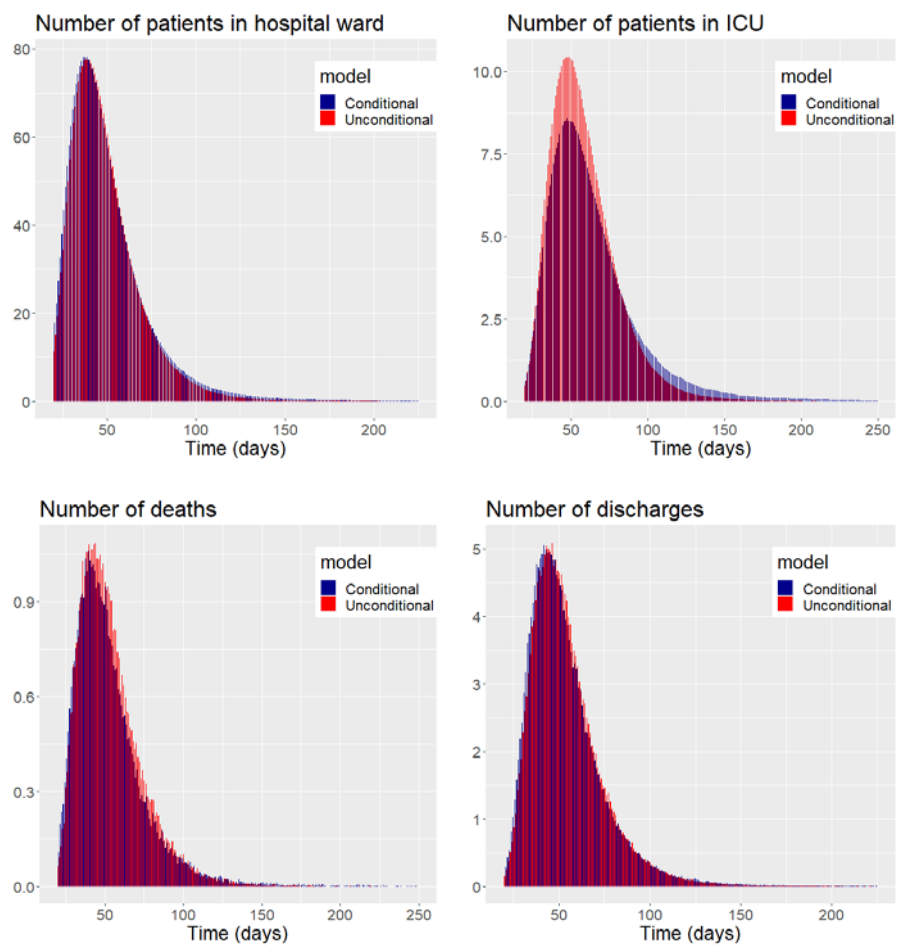 Number of patients in hospital ward
80
60
40
20
0
model
Conditional
Unconditional
50 100 150 200
Time (days)
Number of patients in ICU
10.0
7.5
5.0
2.5
0.0
model
Conditional
Unconditional
50 100 150 200 250
Time (days)
Number of deaths
0.9
0.6
0.3
0.0
model
Conditional
Unconditional
50 100 150 200 250
Time (days)
Number of discharges
5
4
3
2
1
0
model
Conditional
Unconditional
50 100 150 200
Time (days)